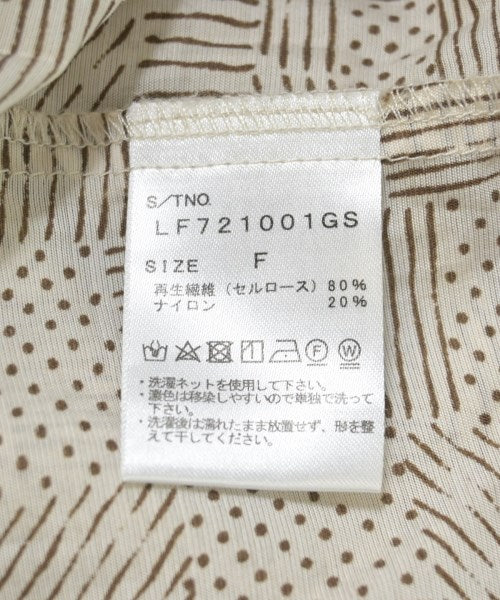 S/TNO.
LF721001GS
SIZE F
再生繊維（セルロース）80%
ナイロン 20%
F W
・洗濯ネットを使用して下さい。
・濃色は移染しやすいので単独で洗って
下さい。
・洗濯後は濡れたまま放置せず、形を整
えて干してください。